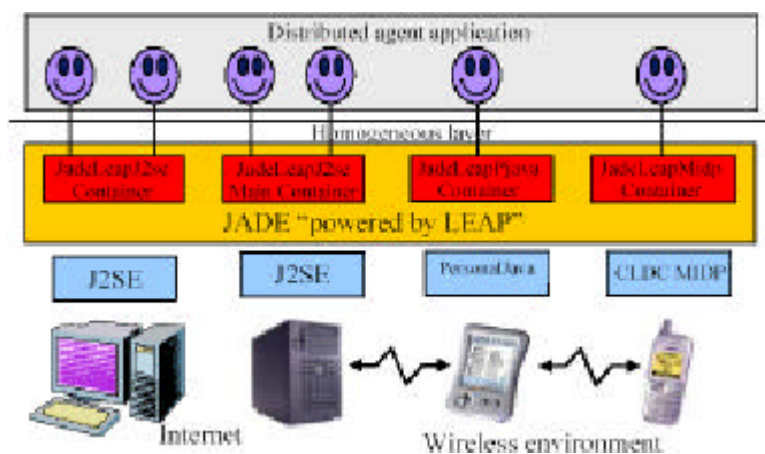 Distributed agent application
Homogeneous layer
JadeLeapJ2se
Container
JadeLeapJ2se
Main Container
JadeLeapPjava
Container
JadeLeapMidp
Container
JADE “powered by LEAP”
J2SE
J2SE
PersonalJava
CLDC MIDP
Internet
Wireless environment